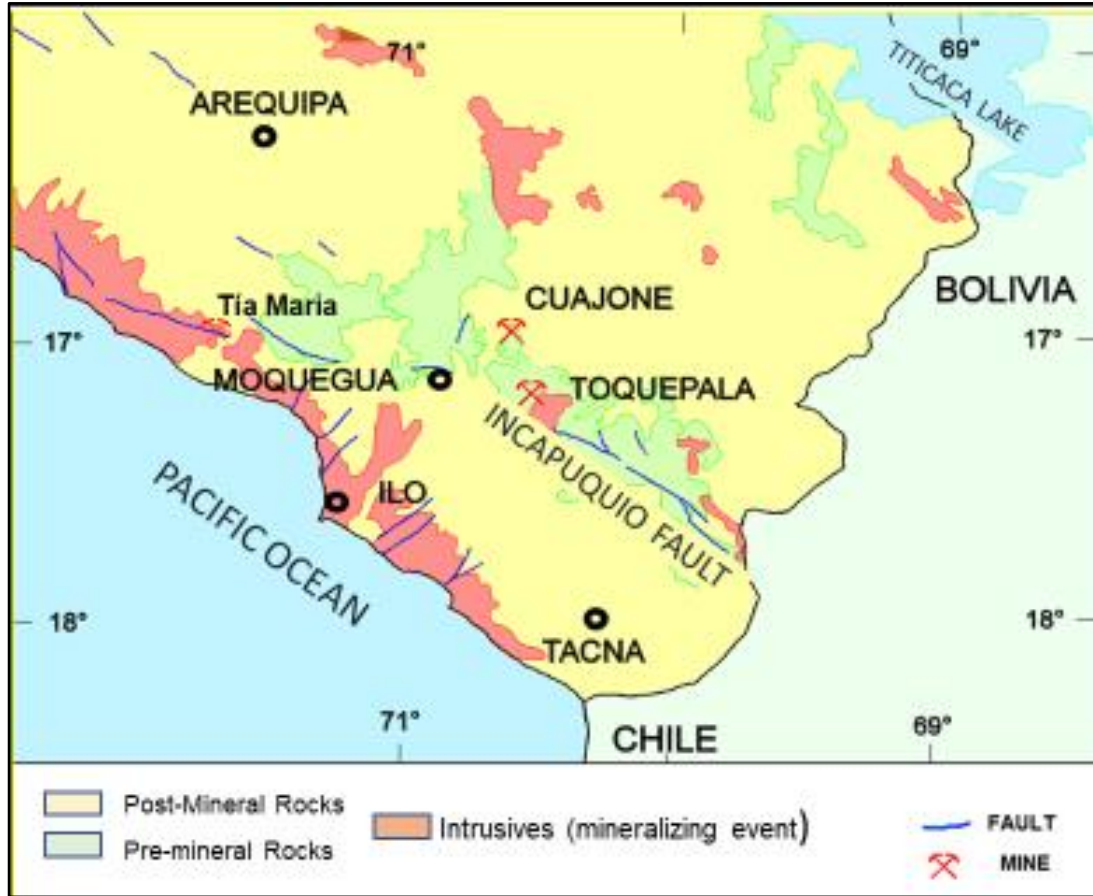 71°
69°
TITICACA LAKE
AREQUIPA
BOLIVIA
CUAJONE
Tía Maria
17°
17°
MOQUEGUA
TOQUEPALA
INCAPUQUIO FAULT
PACIFIC OCEAN
ILO
18°
18°
TACNA
71°
69°
CHILE
Post-Mineral Rocks
Pre-mineral Rocks
Intrusives (mineralizing event)
FAULT
MINE